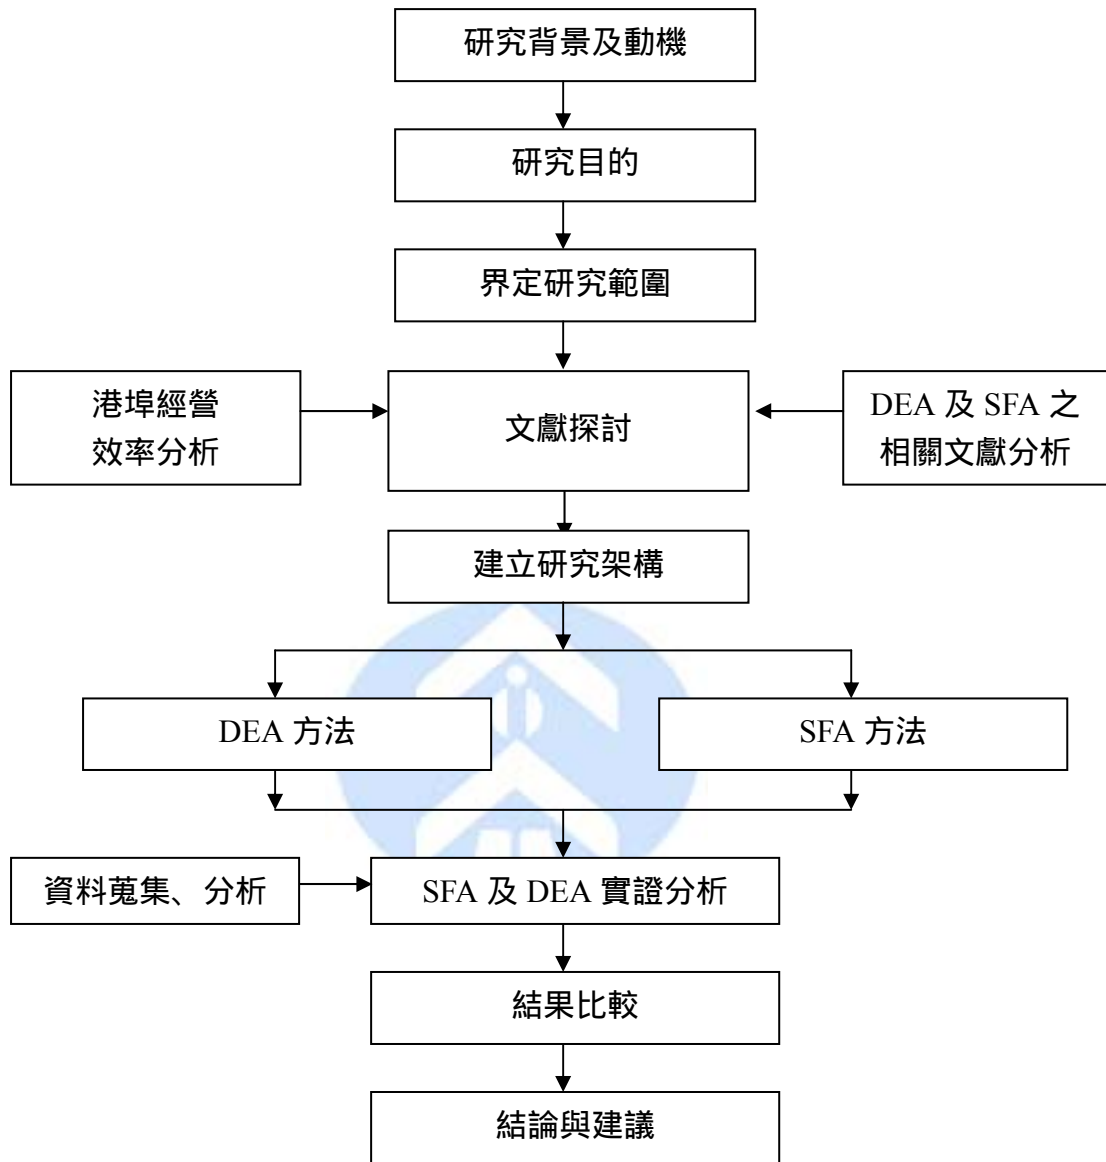 研究背景及動機
研究目的
界定研究範圍
港埠經營
效率分析
文獻探討
DEA 及 SFA 之
相關文獻分析
建立研究架構
DEA 方法
SFA 方法
資料蒐集、分析
SFA 及 DEA 實證分析
結果比較
結論與建議